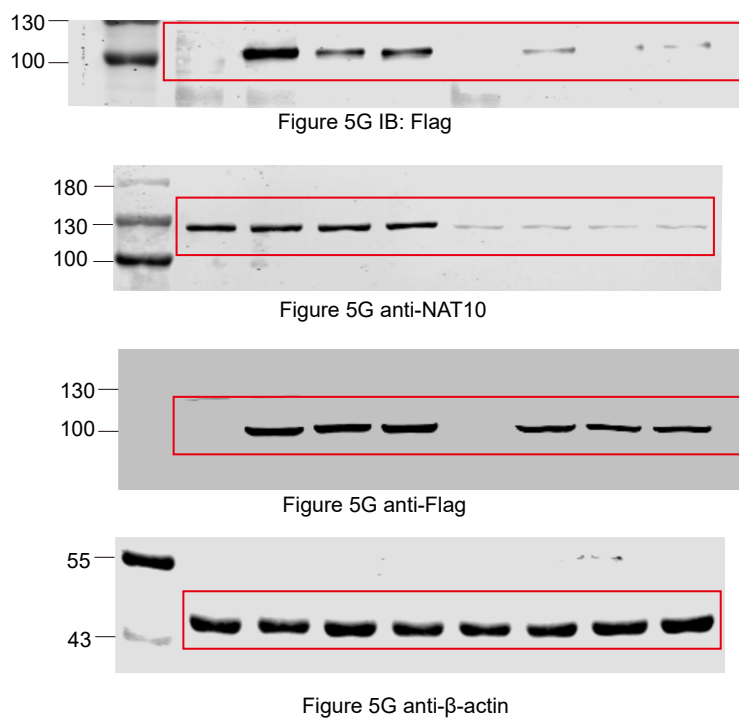 130
100
Figure 5G IB: Flag
180
130
100
Figure 5G anti-NAT10
130
100
Figure 5G anti-Flag
55
43
Figure 5G anti-β-actin